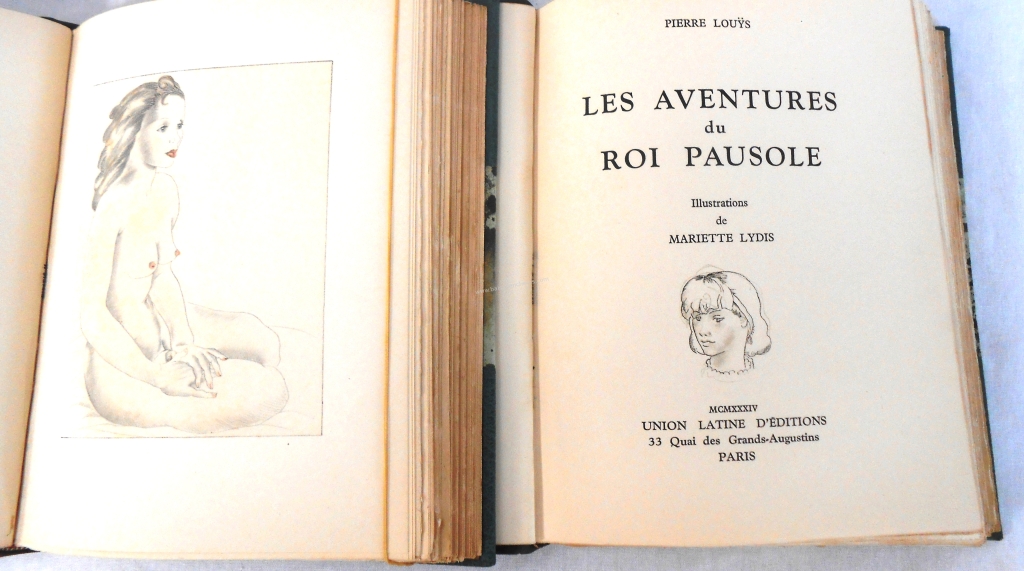 PIERRE LOUŸS
LES AVENTURES
du
ROI PAUSOLE
Illustrations
de
MARIETTE LYDIS
MCMXXXIV
UNION LATINE D'ÉDITIONS
33 Quai des Grands-Augustins
PARIS